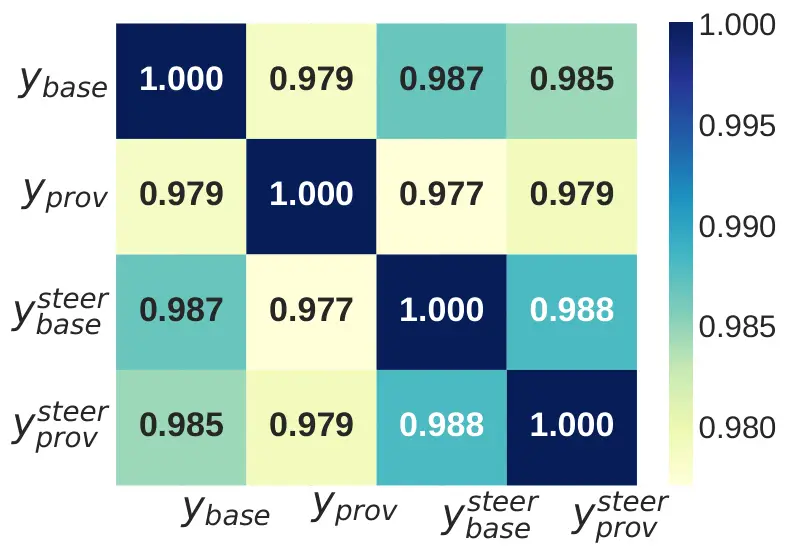 y_base 1.000 0.979 0.987 0.985
y_prov 0.979 1.000 0.977 0.979
y_base^steer 0.987 0.977 1.000 0.988
y_prov^steer 0.985 0.979 0.988 1.000
y_base y_prov y_base^steer y_prov^steer
1.000
0.995
0.990
0.985
0.980